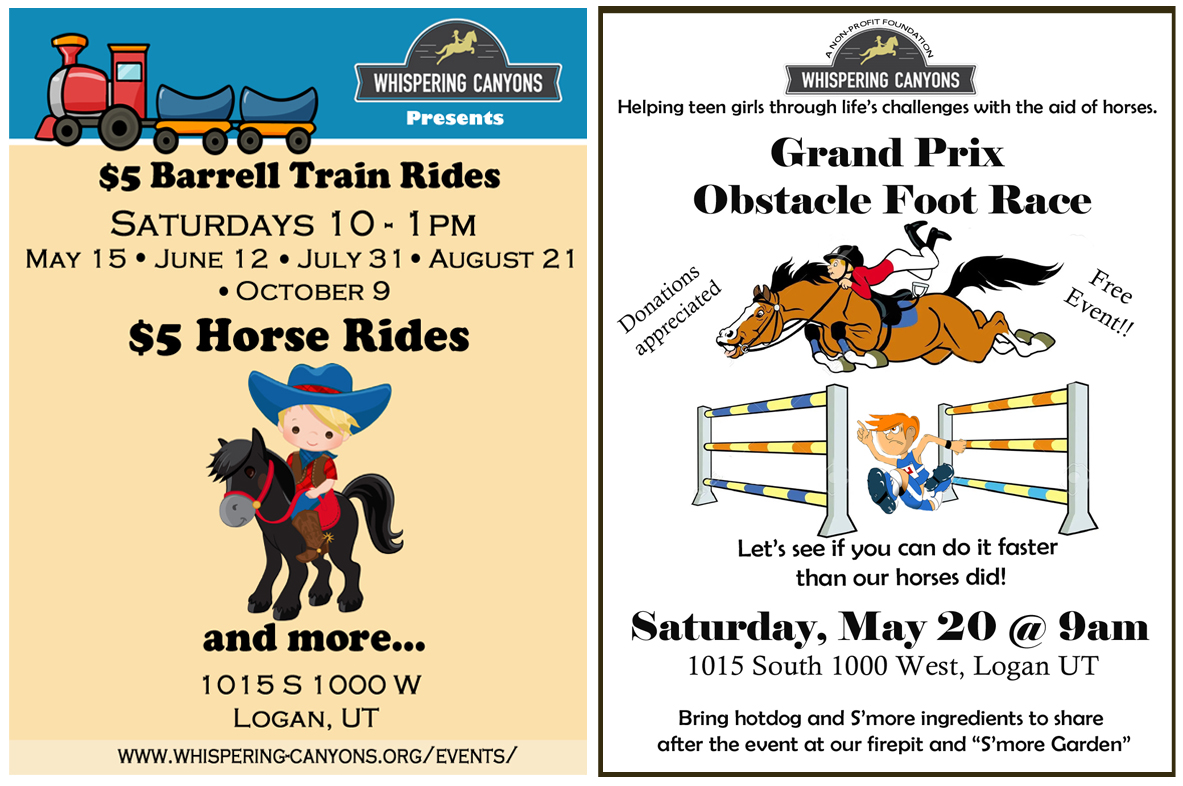 WHISPERING CANYONS
Presents
$5 Barrell Train Rides
SATURDAYS 10 - 1PM
MAY 15 • JUNE 12 • JULY 31 • AUGUST 21
• OCTOBER 9
$5 Horse Rides
and more...
1015 S 1000 W
LOGAN, UT
WWW.WHISPERING-CANYONS.ORG/EVENTS/
A NON-PROFIT FOUNDATION
WHISPERING CANYONS
Helping teen girls through life's challenges with the aid of horses.
Grand Prix
Obstacle Foot Race
Donations
appreciated
Free
Event!!
H
Let's see if you can do it faster
than our horses did!
Saturday, May 20 @ 9am
1015 South 1000 West, Logan UT
Bring hotdog and S'more ingredients to share
after the event at our firepit and "S'more Garden"